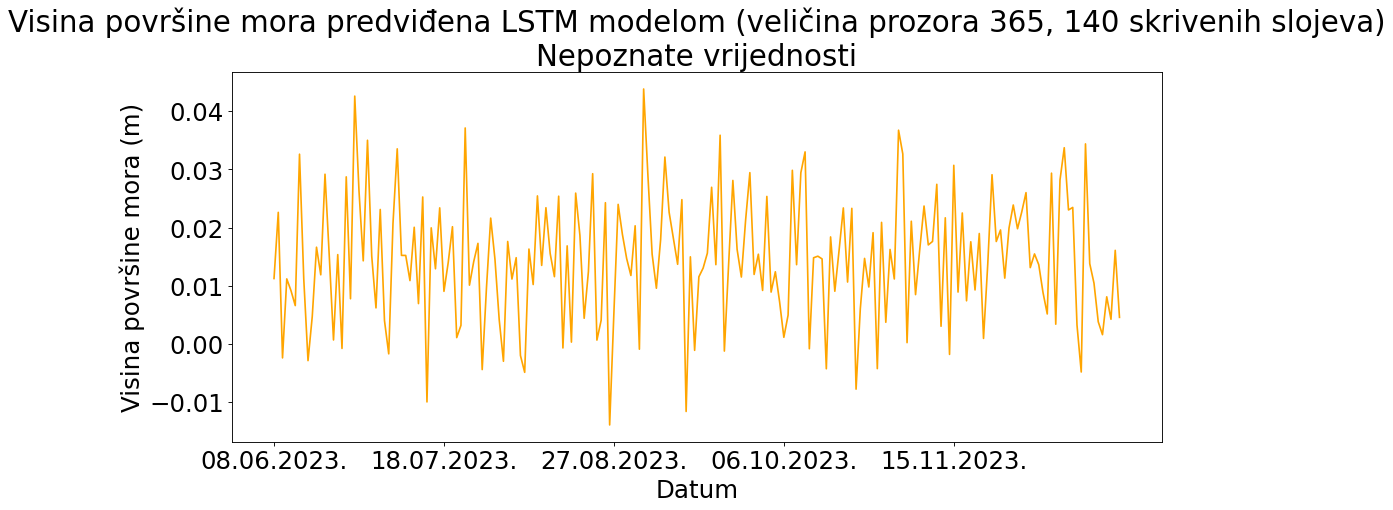 Visina površine mora predviđena LSTM modelom (veličina prozora 365, 140 skrivenih slojeva)
Nepoznate vrijednosti
Visina površine mora (m)
0.04
0.03
0.02
0.01
0.00
−0.01
08.06.2023. 18.07.2023. 27.08.2023. 06.10.2023. 15.11.2023.
Datum